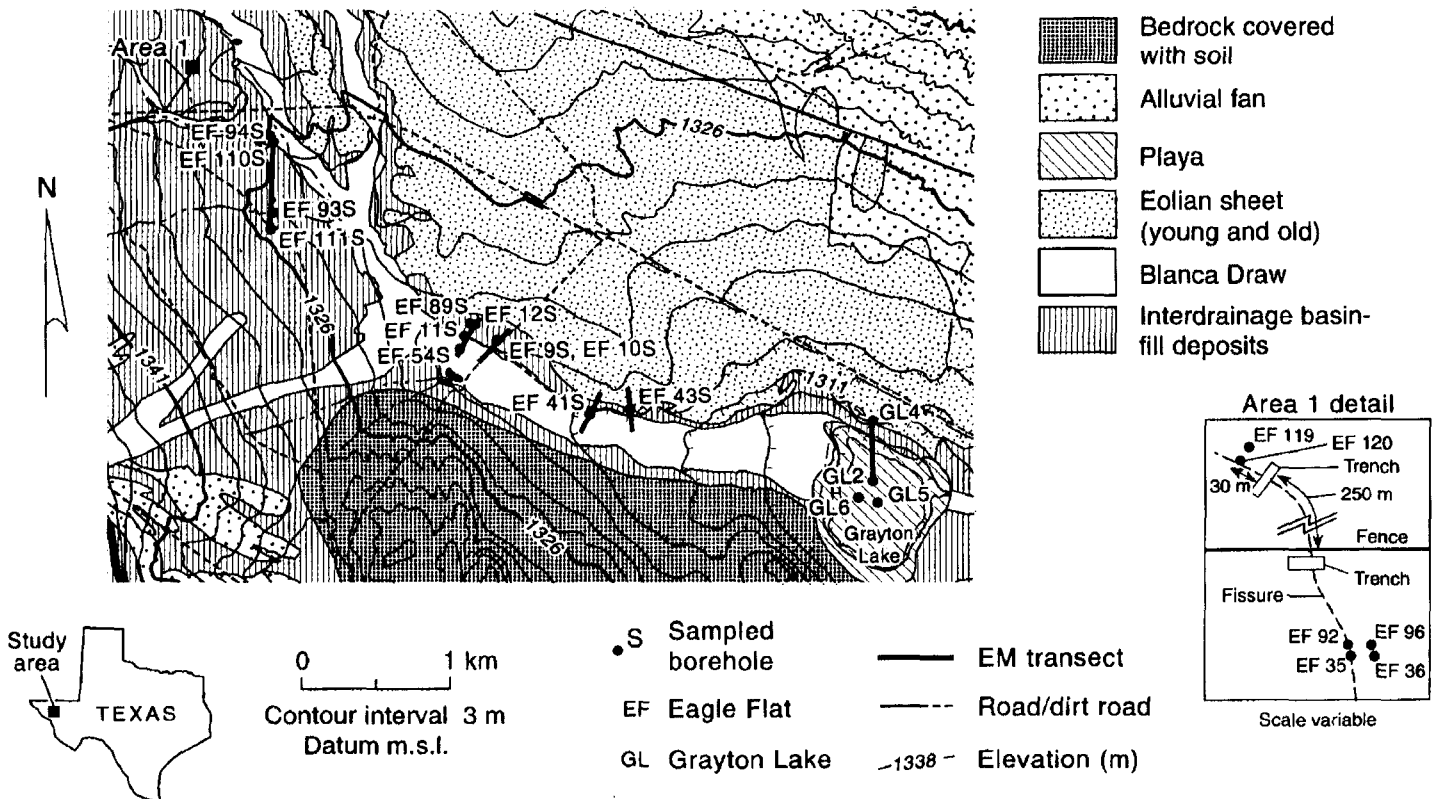 Area 1
EF 94S
EF 110S
EF 93S
EF 111S
1326
1326
1341
EF 89S
EF 12S
EF 11S
EF 9S, EF 10S
EF 54S
EF 41S
EF 43S
1311
GL4
GL2
GL5
GL6
Grayton
Lake
1326
N
Bedrock covered
with soil
Alluvial fan
Playa
Eolian sheet
(young and old)
Blanca Draw
Interdrainage basin-
fill deposits
Area 1 detail
EF 119
EF 120
Trench
30 m
250 m
Fence
Trench
Fissure
EF 92
EF 96
EF 35
EF 36
Scale variable
Study
area
TEXAS
0 1 km
Contour interval 3 m
Datum m.s.l.
S Sampled
borehole
EF Eagle Flat
GL Grayton Lake
EM transect
Road/dirt road
1338 Elevation (m)